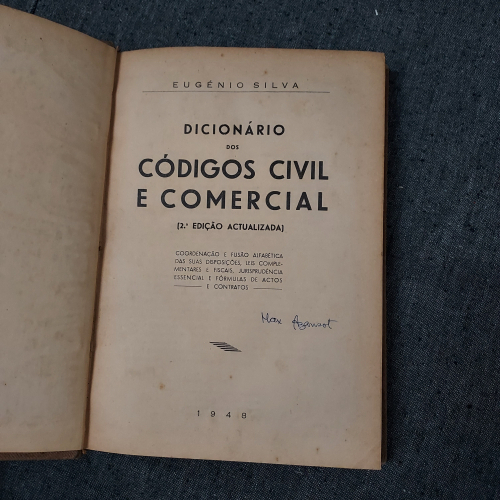 EUGÉNIO SILVA
DICIONÁRIO
DOS
CÓDIGOS CIVIL
E COMERCIAL
(2.ª EDIÇÃO ACTUALIZADA)
COORDENAÇÃO E FUSÃO ALFABÉTICA
DAS SUAS DISPOSIÇÕES, LEIS COMPLE-
MENTARES E FISCAIS, JURISPRUDÊNCIA
ESSENCIAL E FÓRMULAS DE ACTOS
E CONTRATOS
1948